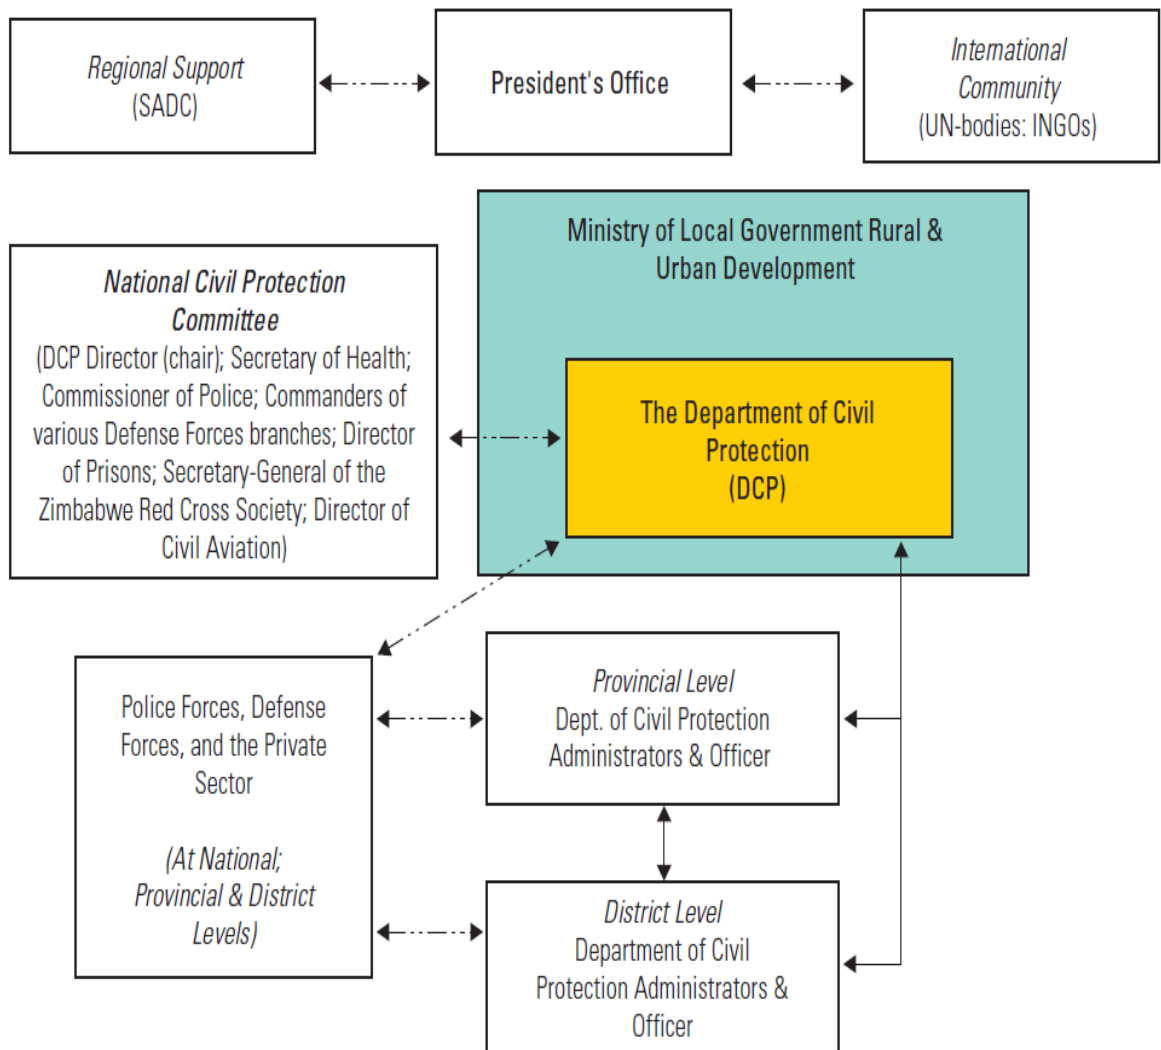 Regional Support
(SADC)
President's Office
International
Community
(UN-bodies: INGOs)
Ministry of Local Government Rural &
Urban Development
National Civil Protection
Committee
(DCP Director (chair); Secretary of Health;
Commissioner of Police; Commanders of
various Defense Forces branches; Director
of Prisons; Secretary-General of the
Zimbabwe Red Cross Society; Director of
Civil Aviation)
The Department of Civil
Protection
(DCP)
Police Forces, Defense
Forces, and the Private
Sector
(At National;
Provincial & District
Levels)
Provincial Level
Dept. of Civil Protection
Administrators & Officer
District Level
Department of Civil
Protection Administrators &
Officer